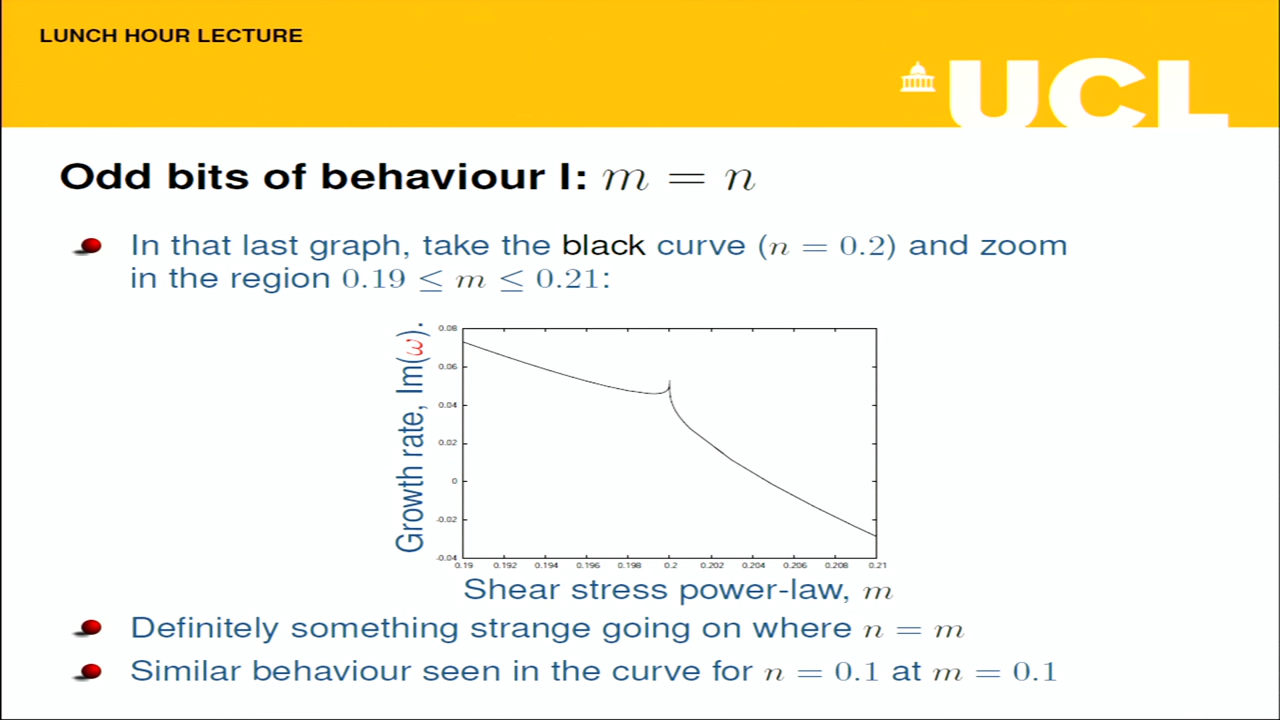 LUNCH HOUR LECTURE
UCL
Odd bits of behaviour I: m = n
In that last graph, take the black curve (n = 0.2) and zoom
in the region 0.19 ≤ m ≤ 0.21:
Growth rate, Im(ω).
0.08
0.06
0.04
0.02
0
-0.02
-0.04
0.19 0.192 0.194 0.196 0.198 0.2 0.202 0.204 0.206 0.208 0.21
Shear stress power-law, m
Definitely something strange going on where n = m
Similar behaviour seen in the curve for n = 0.1 at m = 0.1